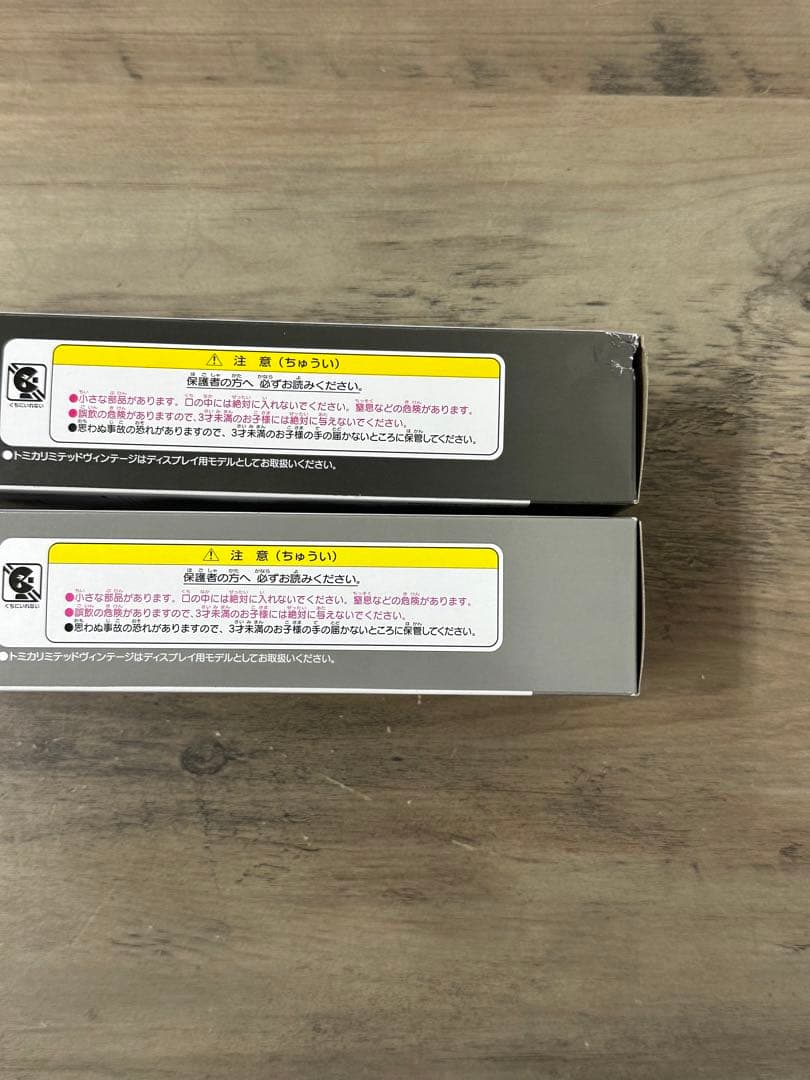 ⚠ 注 意（ちゅうい）
保護者の方へ 必ずお読みください。
●小さな部品があります。口の中には絶対に入れないでください。窒息などの危険があります。
●誤飲の危険がありますので、3才未満のお子様には絶対に与えないでください。
●思わぬ事故の恐れがありますので、3才未満のお子様の手の届かないところに保管してください。
くちにいれない
●トミカリミテッドヴィンテージはディスプレイ用モデルとしてお取扱いください。
⚠ 注 意（ちゅうい）
保護者の方へ 必ずお読みください。
●小さな部品があります。口の中には絶対に入れないでください。窒息などの危険があります。
●誤飲の危険がありますので、3才未満のお子様には絶対に与えないでください。
●思わぬ事故の恐れがありますので、3才未満のお子様の手の届かないところに保管してください。
くちにいれない
●トミカリミテッドヴィンテージはディスプレイ用モデルとしてお取扱いください。